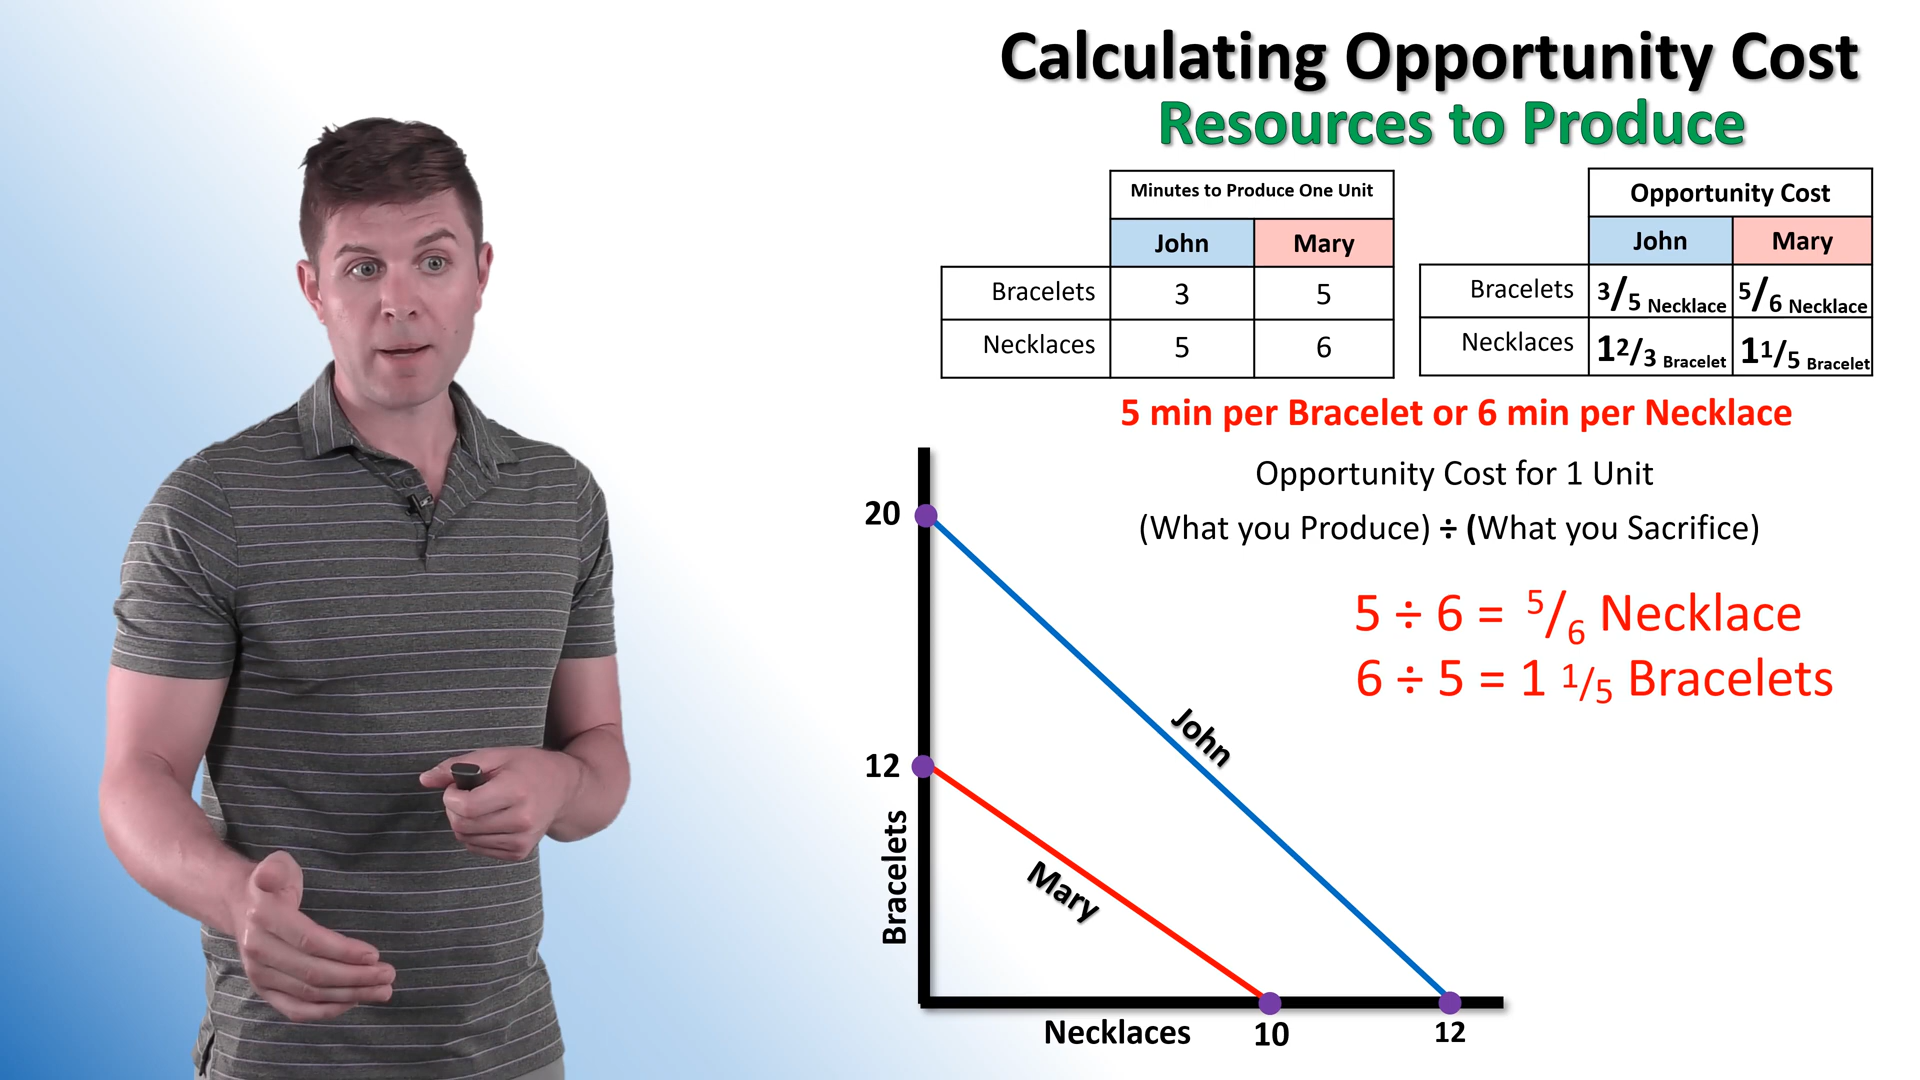 Calculating Opportunity Cost
Resources to Produce
Minutes to Produce One Unit
John Mary
Bracelets 3 5
Necklaces 5 6
Opportunity Cost
John Mary
Bracelets 3/5 Necklace 5/6 Necklace
Necklaces 1 2/3 Bracelet 1 1/5 Bracelet
5 min per Bracelet or 6 min per Necklace
Opportunity Cost for 1 Unit
(What you Produce) ÷ (What you Sacrifice)
5 ÷ 6 = 5/6 Necklace
6 ÷ 5 = 1 1/5 Bracelets
20
12
Bracelets
John
Mary
Necklaces 10 12